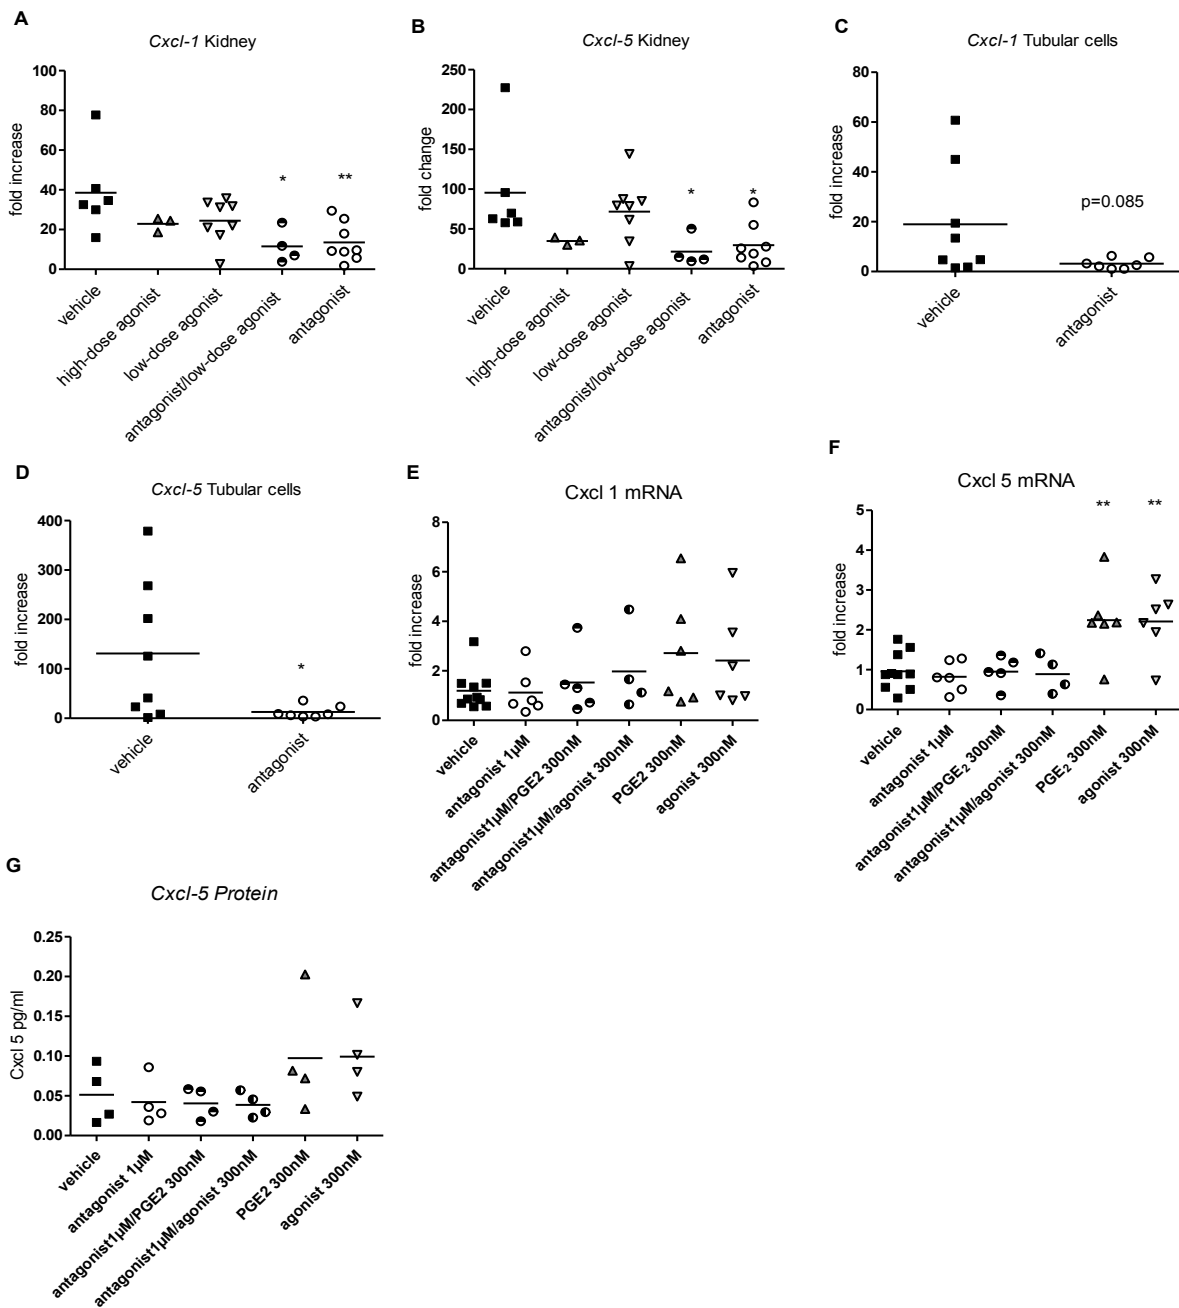 A
Cxcl-1 Kidney
fold increase
100
80
60
40
20
0
*
**
vehicle
high-dose agonist
low-dose agonist
antagonist/low-dose agonist
antagonist
B
Cxcl-5 Kidney
fold change
250
200
150
100
50
0
*
*
vehicle
high-dose agonist
low-dose agonist
antagonist/low-dose agonist
antagonist
C
Cxcl-1 Tubular cells
fold increase
80
60
40
20
0
p=0.085
vehicle
antagonist
D
Cxcl-5 Tubular cells
fold increase
400
300
200
100
0
*
vehicle
antagonist
E
Cxcl 1 mRNA
fold increase
8
6
4
2
0
vehicle
antagonist 1µM
antagonist1µM/PGE2 300nM
antagonist1µM/agonist 300nM
PGE2 300nM
agonist 300nM
F
Cxcl 5 mRNA
fold increase
5
4
3
2
1
0
**
**
vehicle
antagonist 1µM
antagonist1µM/PGE₂ 300nM
antagonist1µM/agonist 300nM
PGE₂ 300nM
agonist 300nM
G
Cxcl-5 Protein
Cxcl 5 pg/ml
0.25
0.20
0.15
0.10
0.05
0.00
vehicle
antagonist 1µM
antagonist1µM/PGE2 300nM
antagonist1µM/agonist 300nM
PGE2 300nM
agonist 300nM